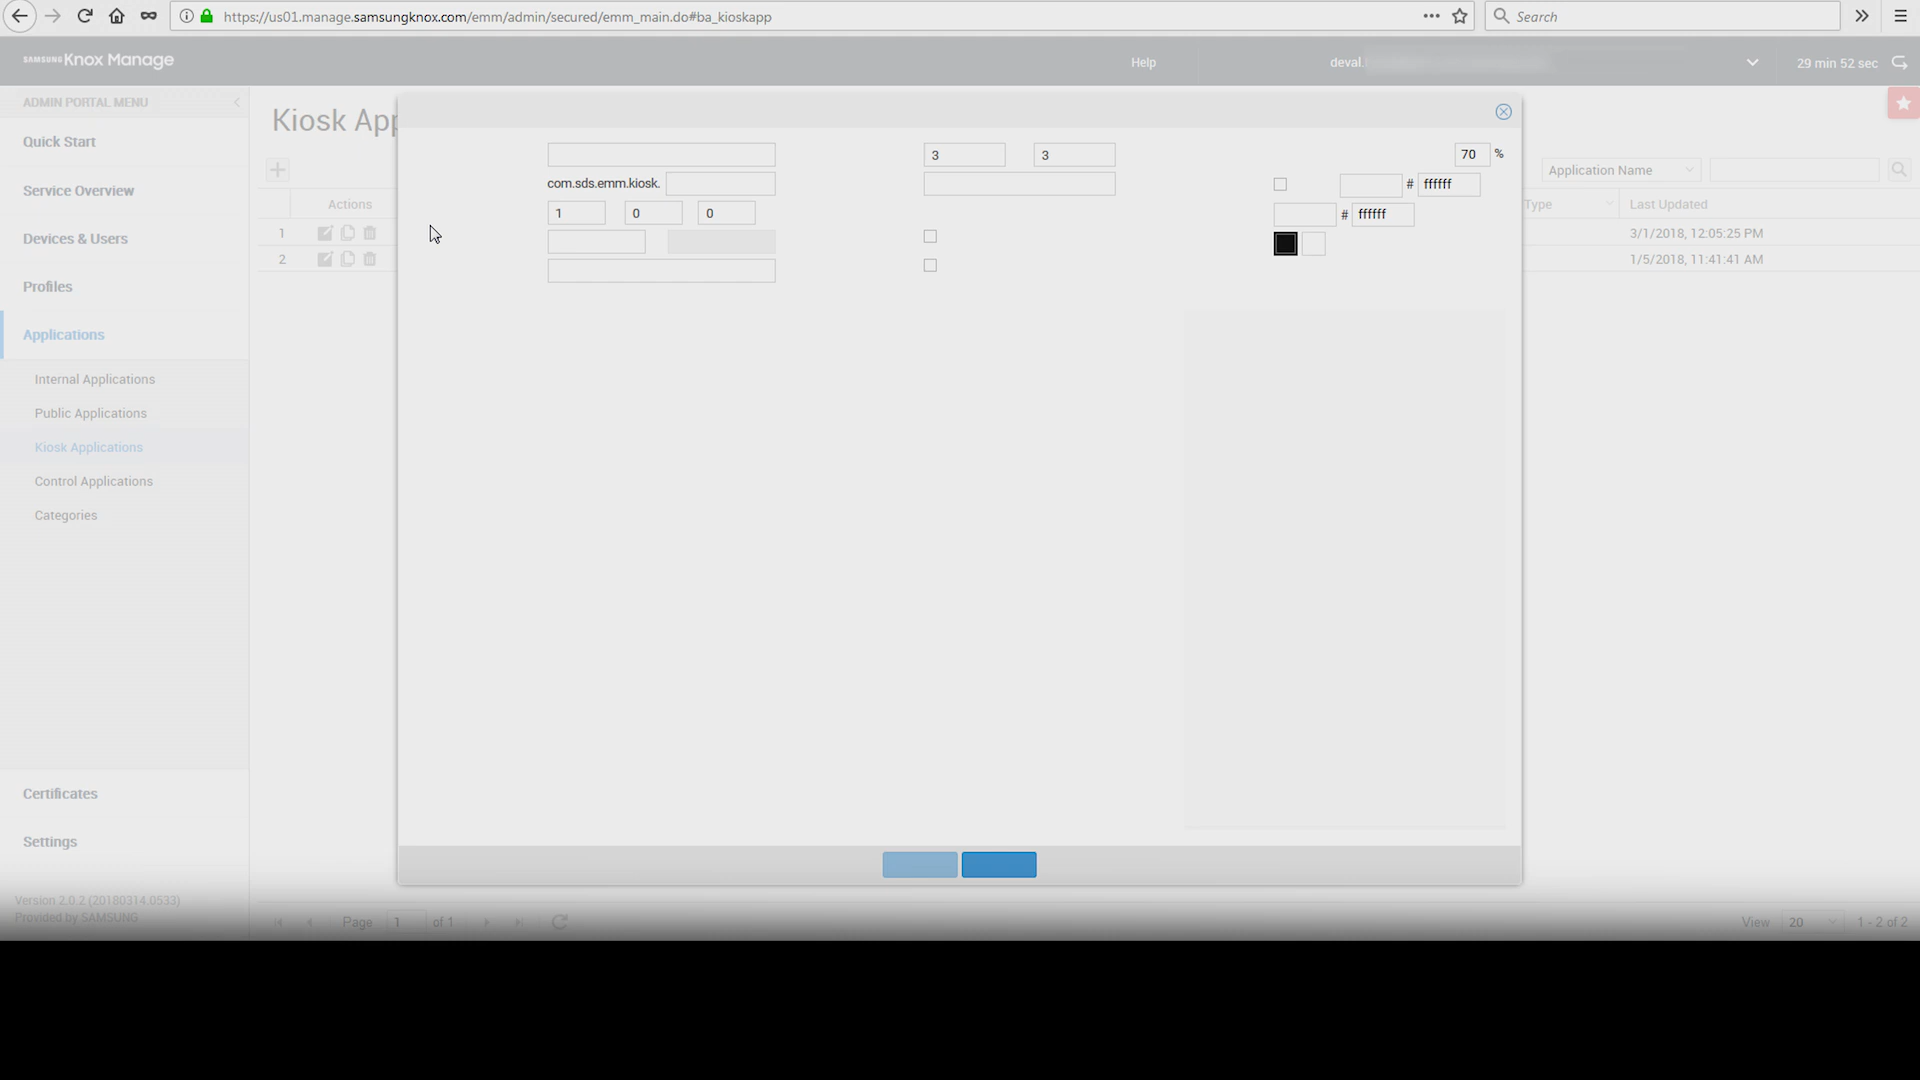 https://us01.manage.samsungknox.com/emm/admin/secured/emm_main.do#ba_kioskapp
Search
SAMSUNG Knox Manage
Help
deval.
29 min 52 sec
ADMIN PORTAL MENU
Kiosk App
Quick Start
Service Overview
Devices & Users
Profiles
Applications
Internal Applications
Public Applications
Kiosk Applications
Control Applications
Categories
Certificates
Settings
Version 2.0.2 (20180314.0533)
Provided by SAMSUNG
Actions
1
2
com.sds.emm.kiosk.
1 0 0
3 3
70 %
# ffffff
# ffffff
Application Name
Type Last Updated
3/1/2018, 12:05:25 PM
1/5/2018, 11:41:41 AM
Page 1 of 1
View 20 1 - 2 of 2